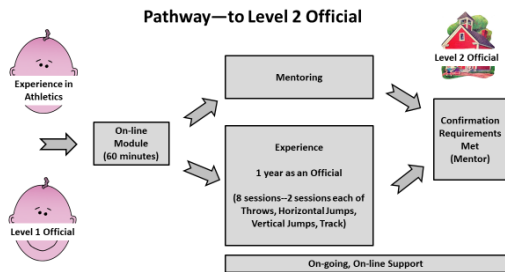 Pathway—to Level 2 Official
Experience in
Athletics
Level 1 Official
On-line
Module
(60 minutes)
Mentoring
Experience
1 year as an Official
(8 sessions--2 sessions each of
Throws, Horizontal Jumps,
Vertical Jumps, Track)
Level 2 Official
Confirmation
Requirements
Met
(Mentor)
On-going, On-line Support